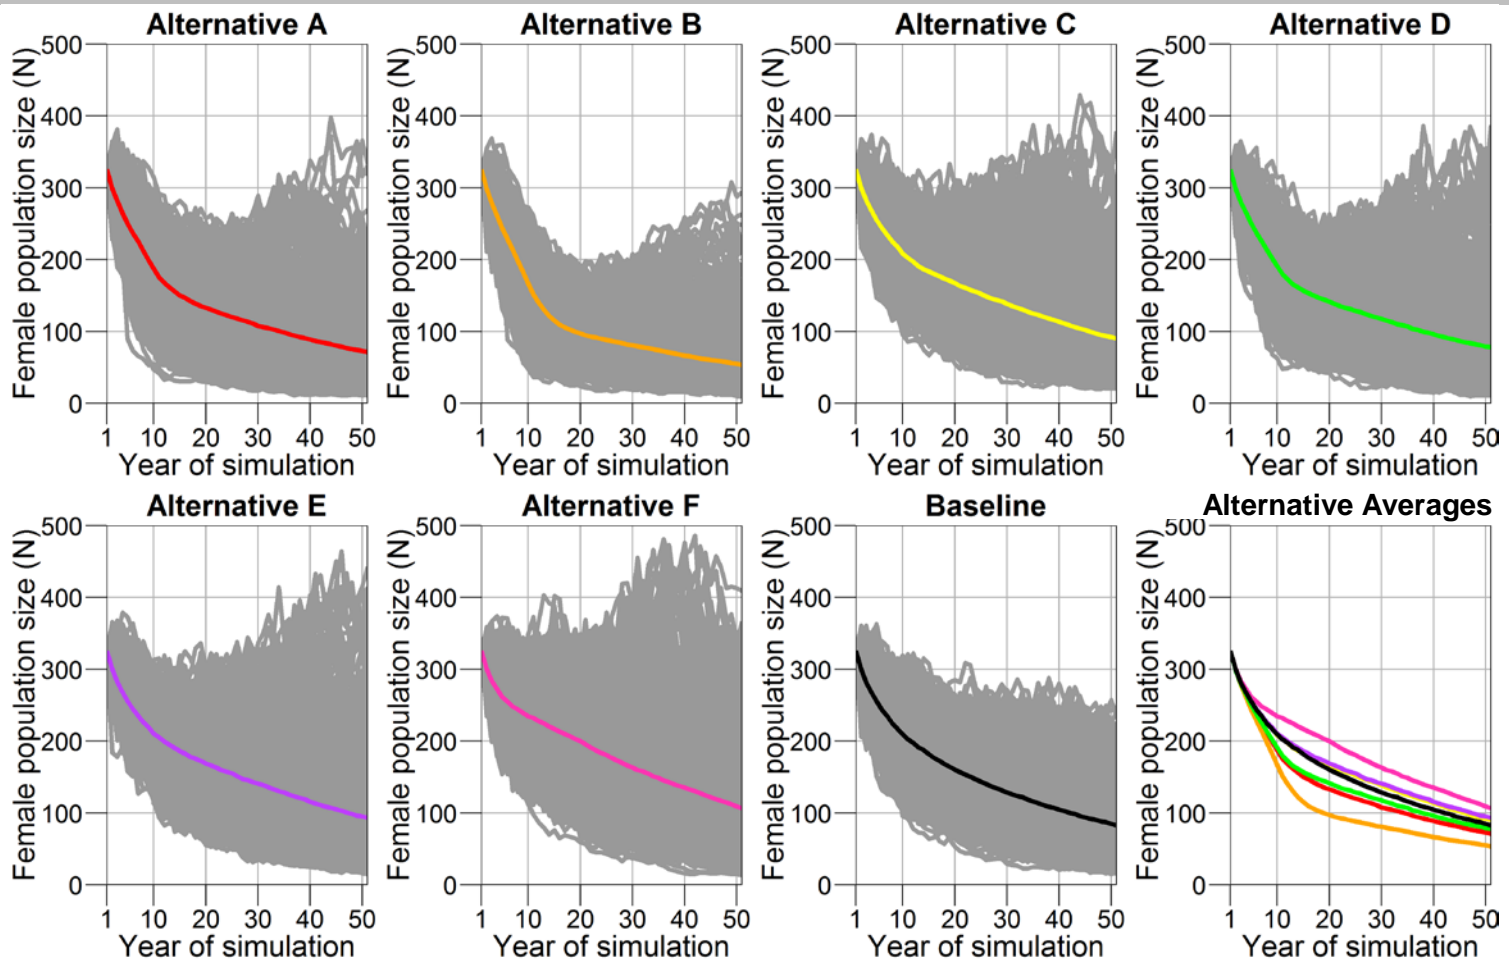 Alternative A
Female population size (N)
500
400
300
200
100
0
1 10 20 30 40 50
Year of simulation
Alternative B
Female population size (N)
500
400
300
200
100
0
1 10 20 30 40 50
Year of simulation
Alternative C
Female population size (N)
500
400
300
200
100
0
1 10 20 30 40 50
Year of simulation
Alternative D
Female population size (N)
500
400
300
200
100
0
1 10 20 30 40 50
Year of simulation
Alternative E
Female population size (N)
500
400
300
200
100
0
1 10 20 30 40 50
Year of simulation
Alternative F
Female population size (N)
500
400
300
200
100
0
1 10 20 30 40 50
Year of simulation
Baseline
Female population size (N)
500
400
300
200
100
0
1 10 20 30 40 50
Year of simulation
Alternative Averages
Female population size (N)
500
400
300
200
100
0
1 10 20 30 40 50
Year of simulation